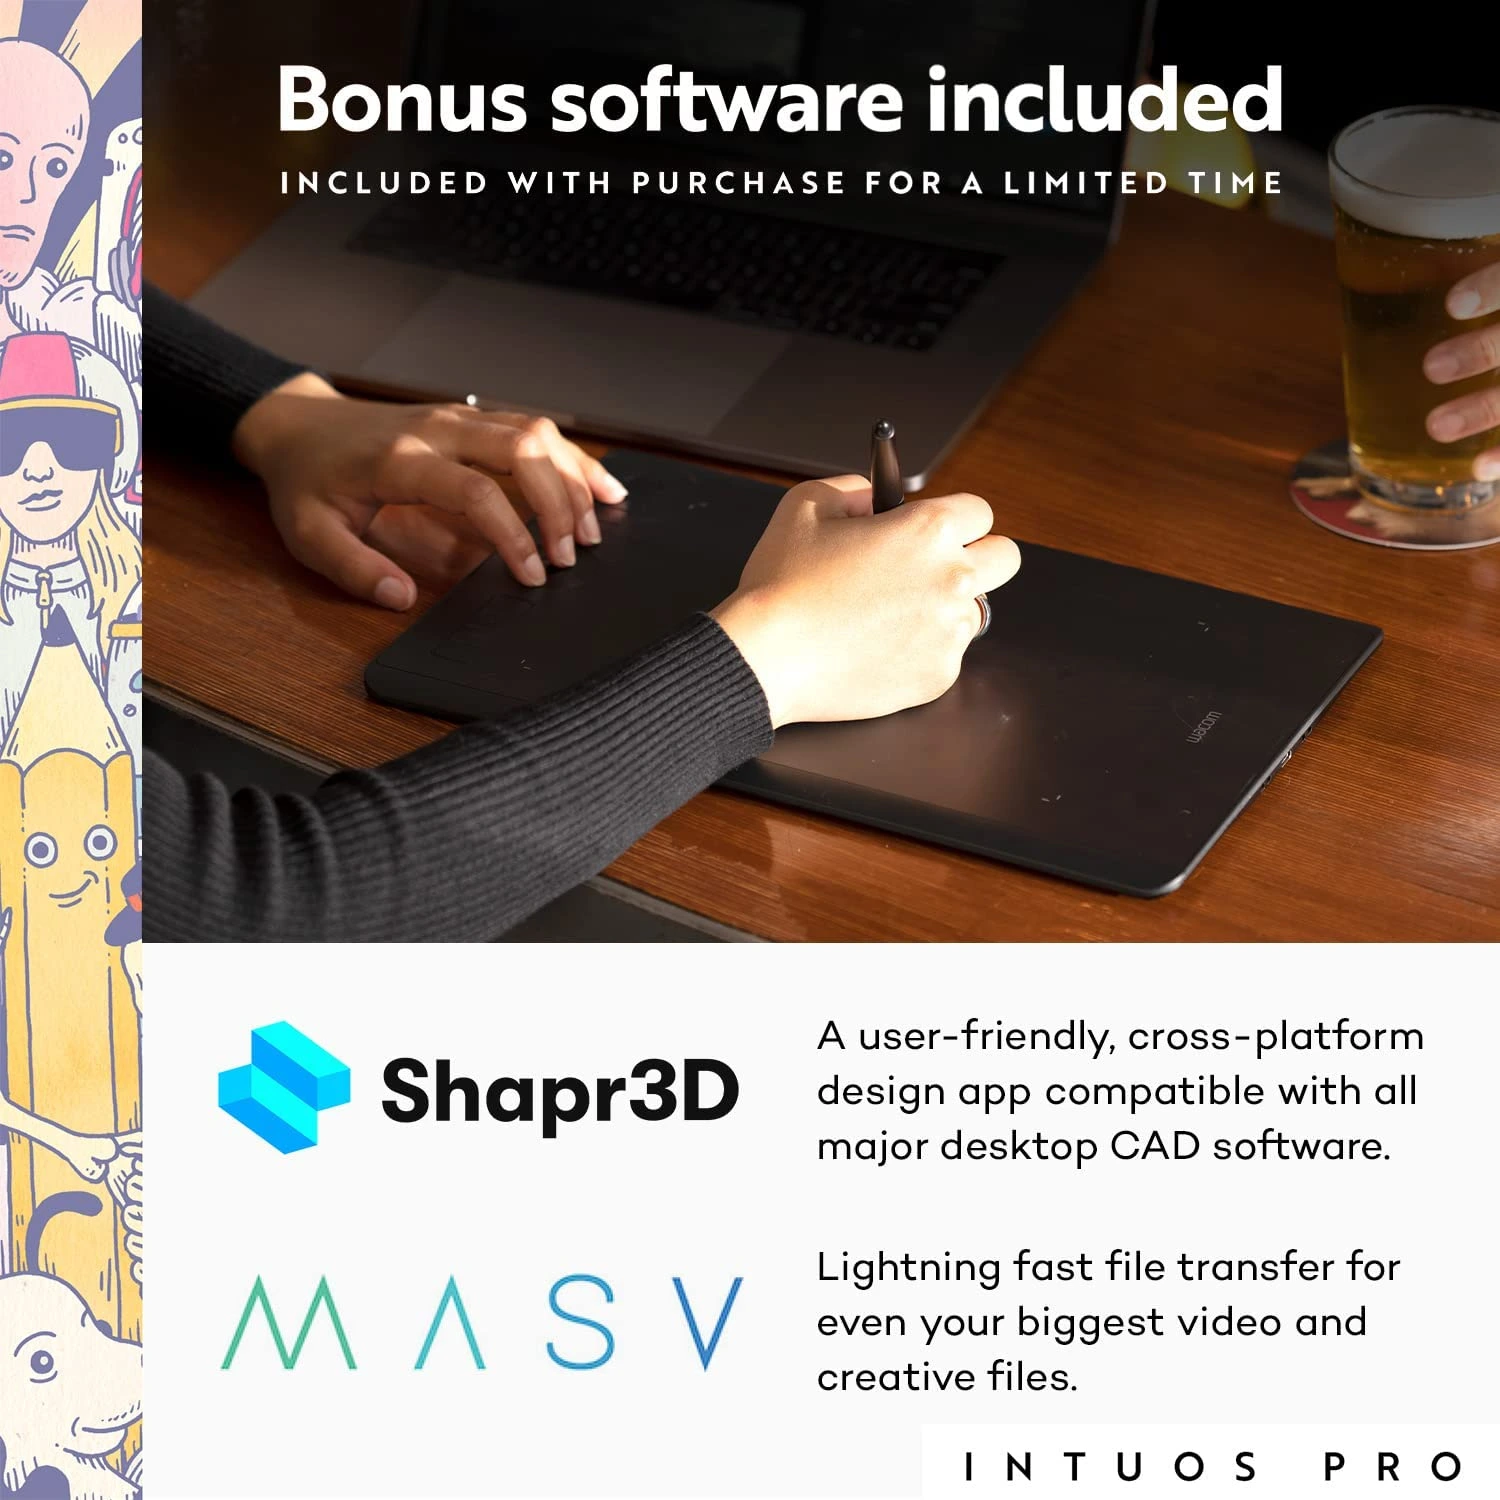 Bonus software included
INCLUDED WITH PURCHASE FOR A LIMITED TIME
wacom
Shapr3D
A user-friendly, cross-platform
design app compatible with all
major desktop CAD software.
MASV
Lightning fast file transfer for
even your biggest video and
creative files.
INTUOS PRO